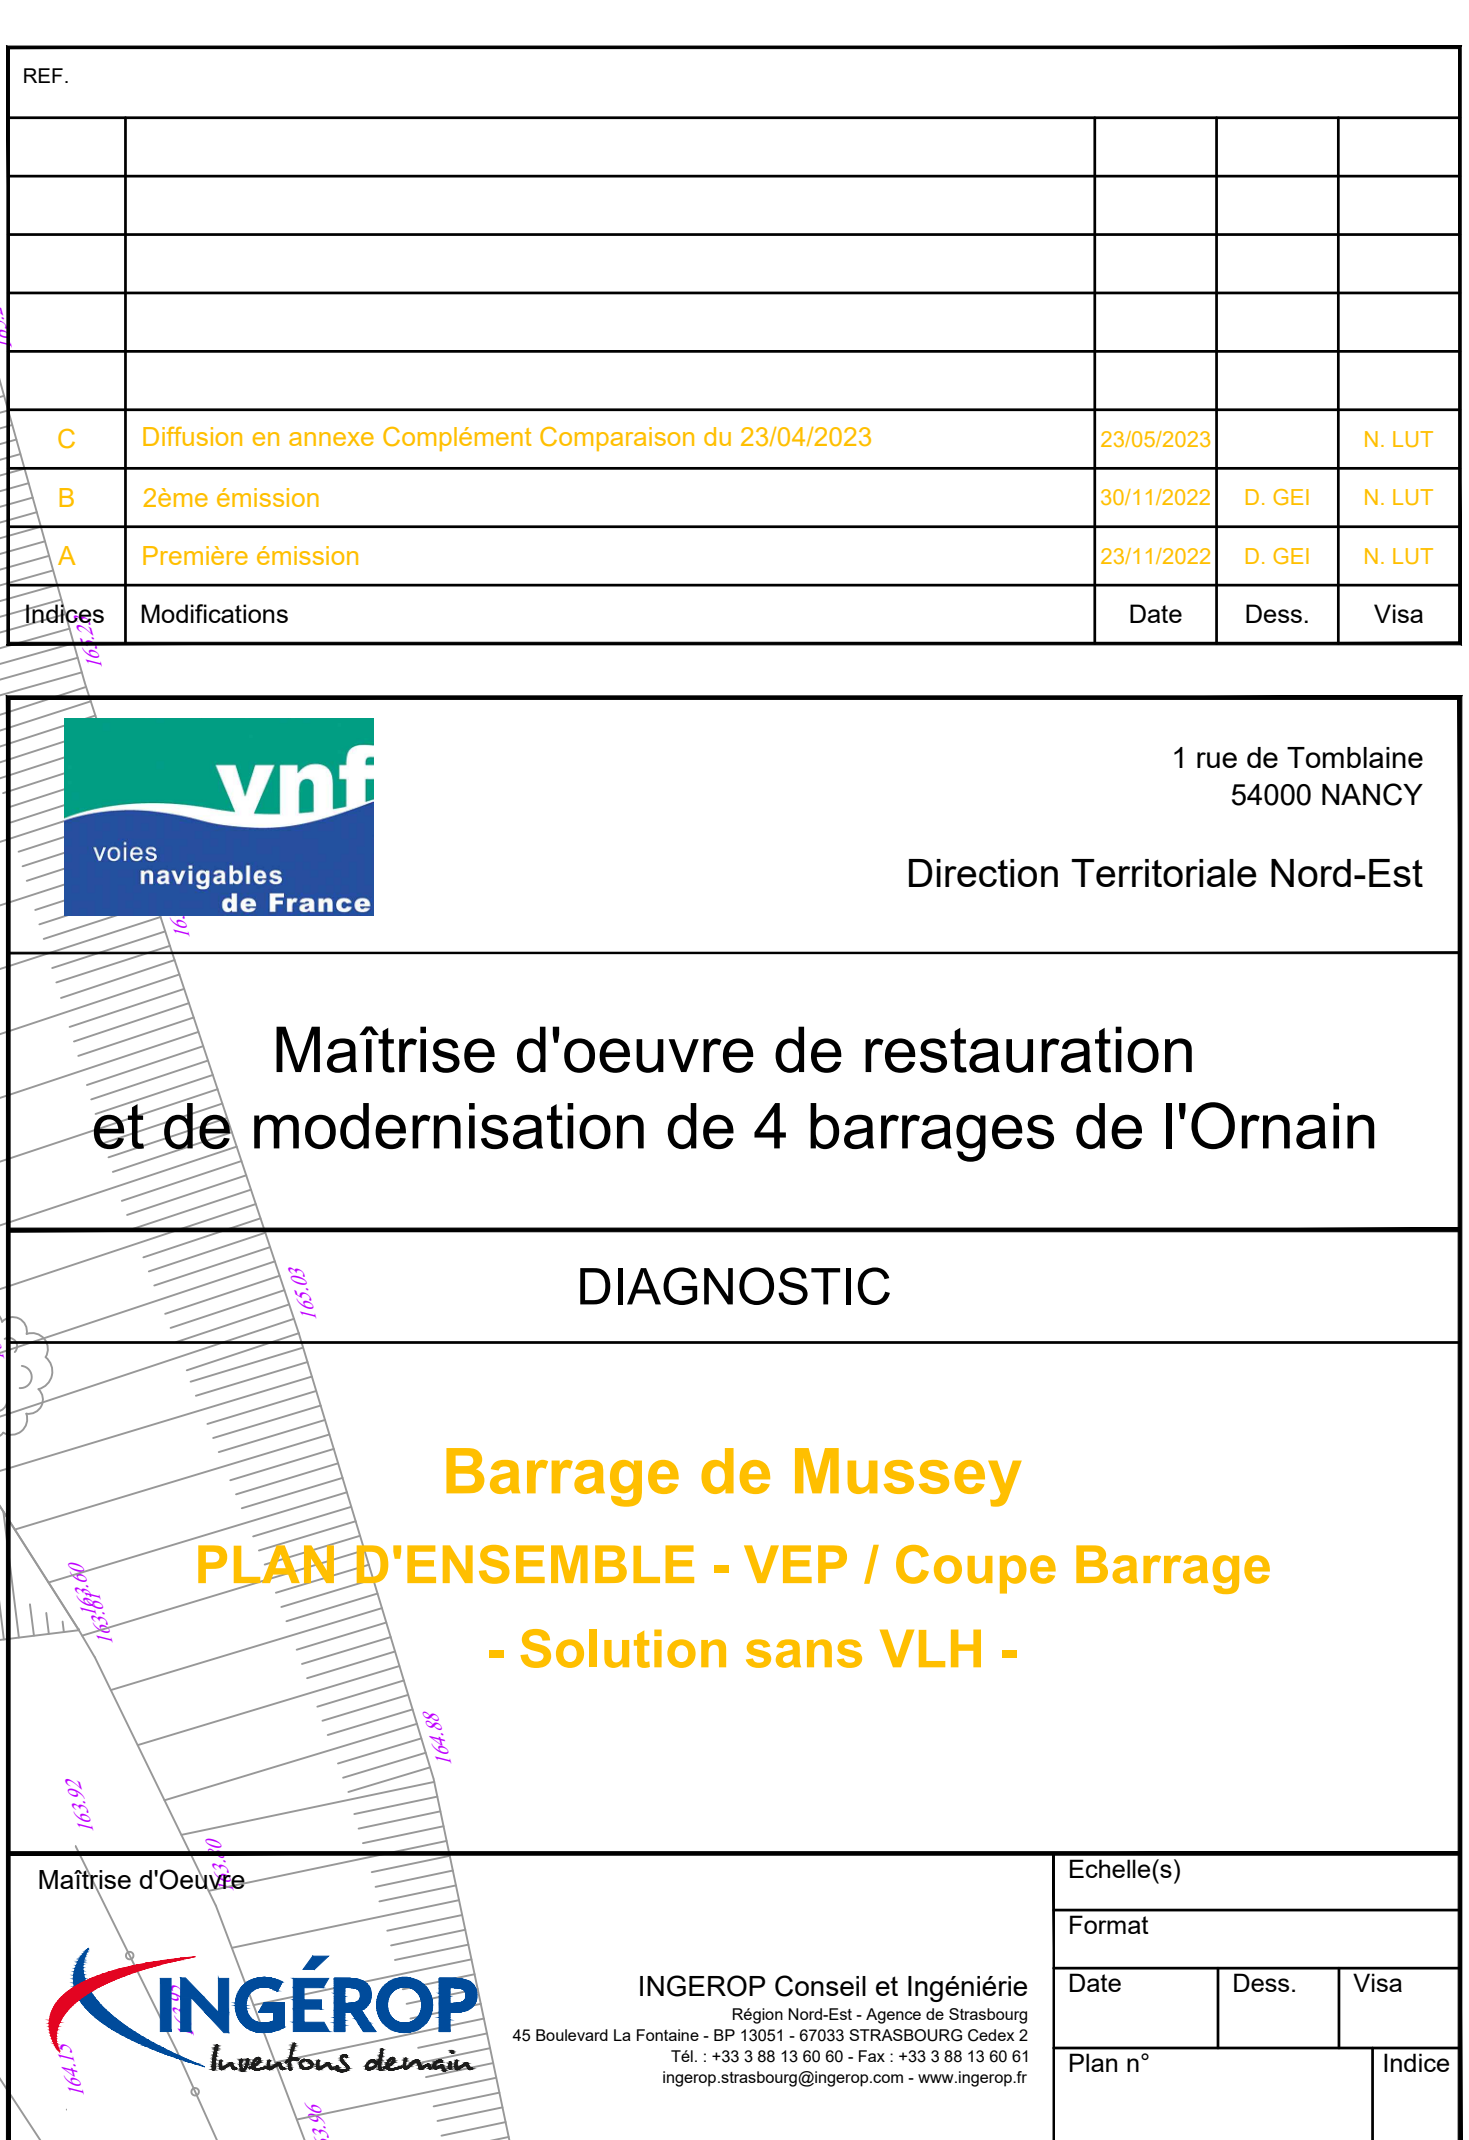 REF.
C Diffusion en annexe Complément Comparaison du 23/04/2023 23/05/2023 N. LUT
B 2ème émission 30/11/2022 D. GEI N. LUT
A Première émission 23/11/2022 D. GEI N. LUT
Indices Modifications Date Dess. Visa
vnf
voies
navigables
de France
1 rue de Tomblaine
54000 NANCY
Direction Territoriale Nord-Est
Maîtrise d'oeuvre de restauration
et de modernisation de 4 barrages de l'Ornain
DIAGNOSTIC
165.03
Barrage de Mussey
PLAN D'ENSEMBLE - VEP / Coupe Barrage
- Solution sans VLH -
163.60
163.61
164.88
163.92
Maîtrise d'Oeuvre
INGÉROP
Inventons demain
164.15
INGEROP Conseil et Ingéniérie
Région Nord-Est - Agence de Strasbourg
45 Boulevard La Fontaine - BP 13051 - 67033 STRASBOURG Cedex 2
Tél. : +33 3 88 13 60 60 - Fax : +33 3 88 13 60 61
ingerop.strasbourg@ingerop.com - www.ingerop.fr
Echelle(s)
Format
Date Dess. Visa
Plan n° Indice